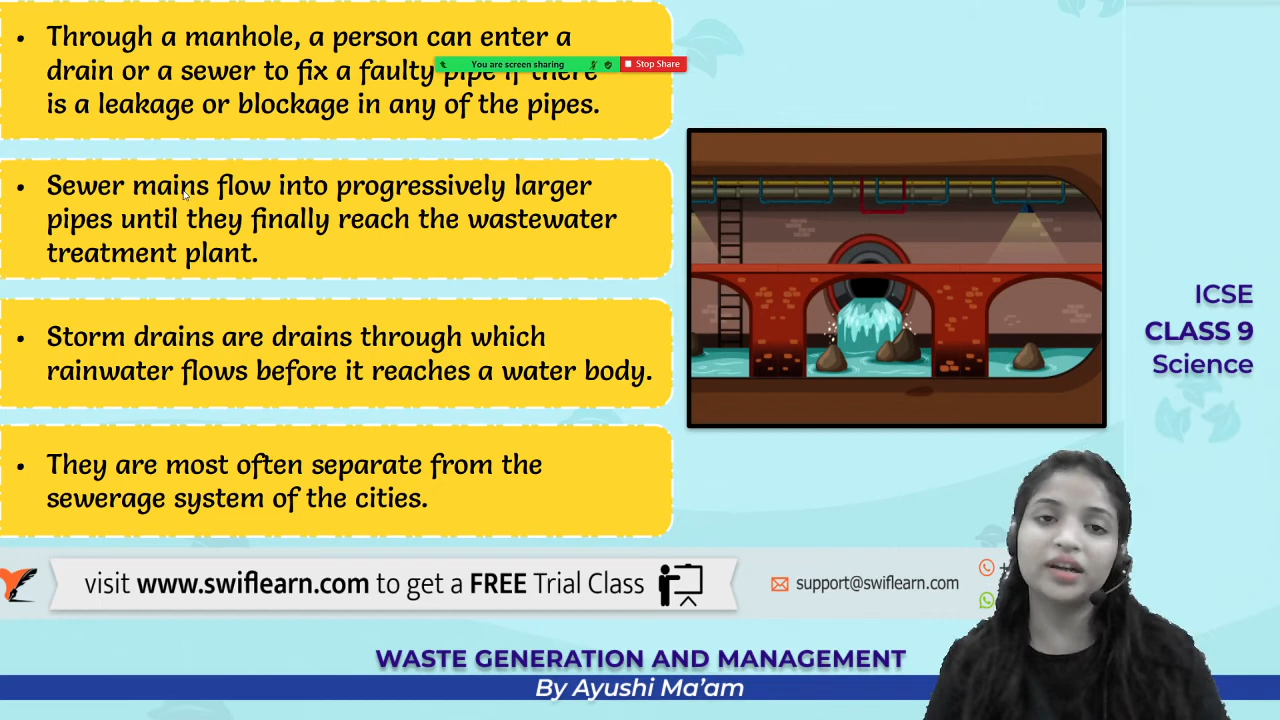 Through a manhole, a person can enter a
drain or a sewer to fix a faulty pipe if there
is a leakage or blockage in any of the pipes.
You are screen sharing
Stop Share
Sewer mains flow into progressively larger
pipes until they finally reach the wastewater
treatment plant.
Storm drains are drains through which
rainwater flows before it reaches a water body.
They are most often separate from the
sewerage system of the cities.
ICSE
CLASS 9
Science
visit www.swiflearn.com to get a FREE Trial Class
support@swiflearn.com
+
WASTE GENERATION AND MANAGEMENT
By Ayushi Ma'am